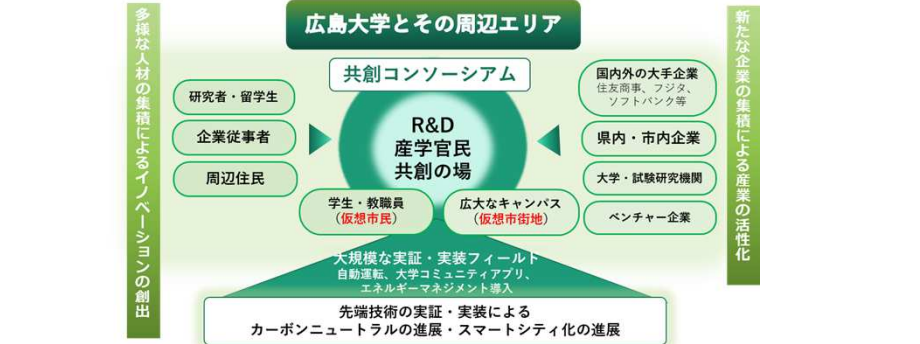 広島大学とその周辺エリア
多様な人材の集積によるイノベーションの創出
共創コンソーシアム
研究者・留学生
企業従事者
周辺住民
R&D
産学官民
共創の場
国内外の大手企業
住友商事、フジタ、
ソフトバンク等
県内・市内企業
大学・試験研究機関
ベンチャー企業
新たな企業の集積による産業の活性化
学生・教職員
（仮想市民）
広大なキャンパス
（仮想市街地）
大規模な実証・実装フィールド
自動運転、大学コミュニティアプリ、
エネルギーマネジメント導入
先端技術の実証・実装による
カーボンニュートラルの進展・スマートシティ化の進展